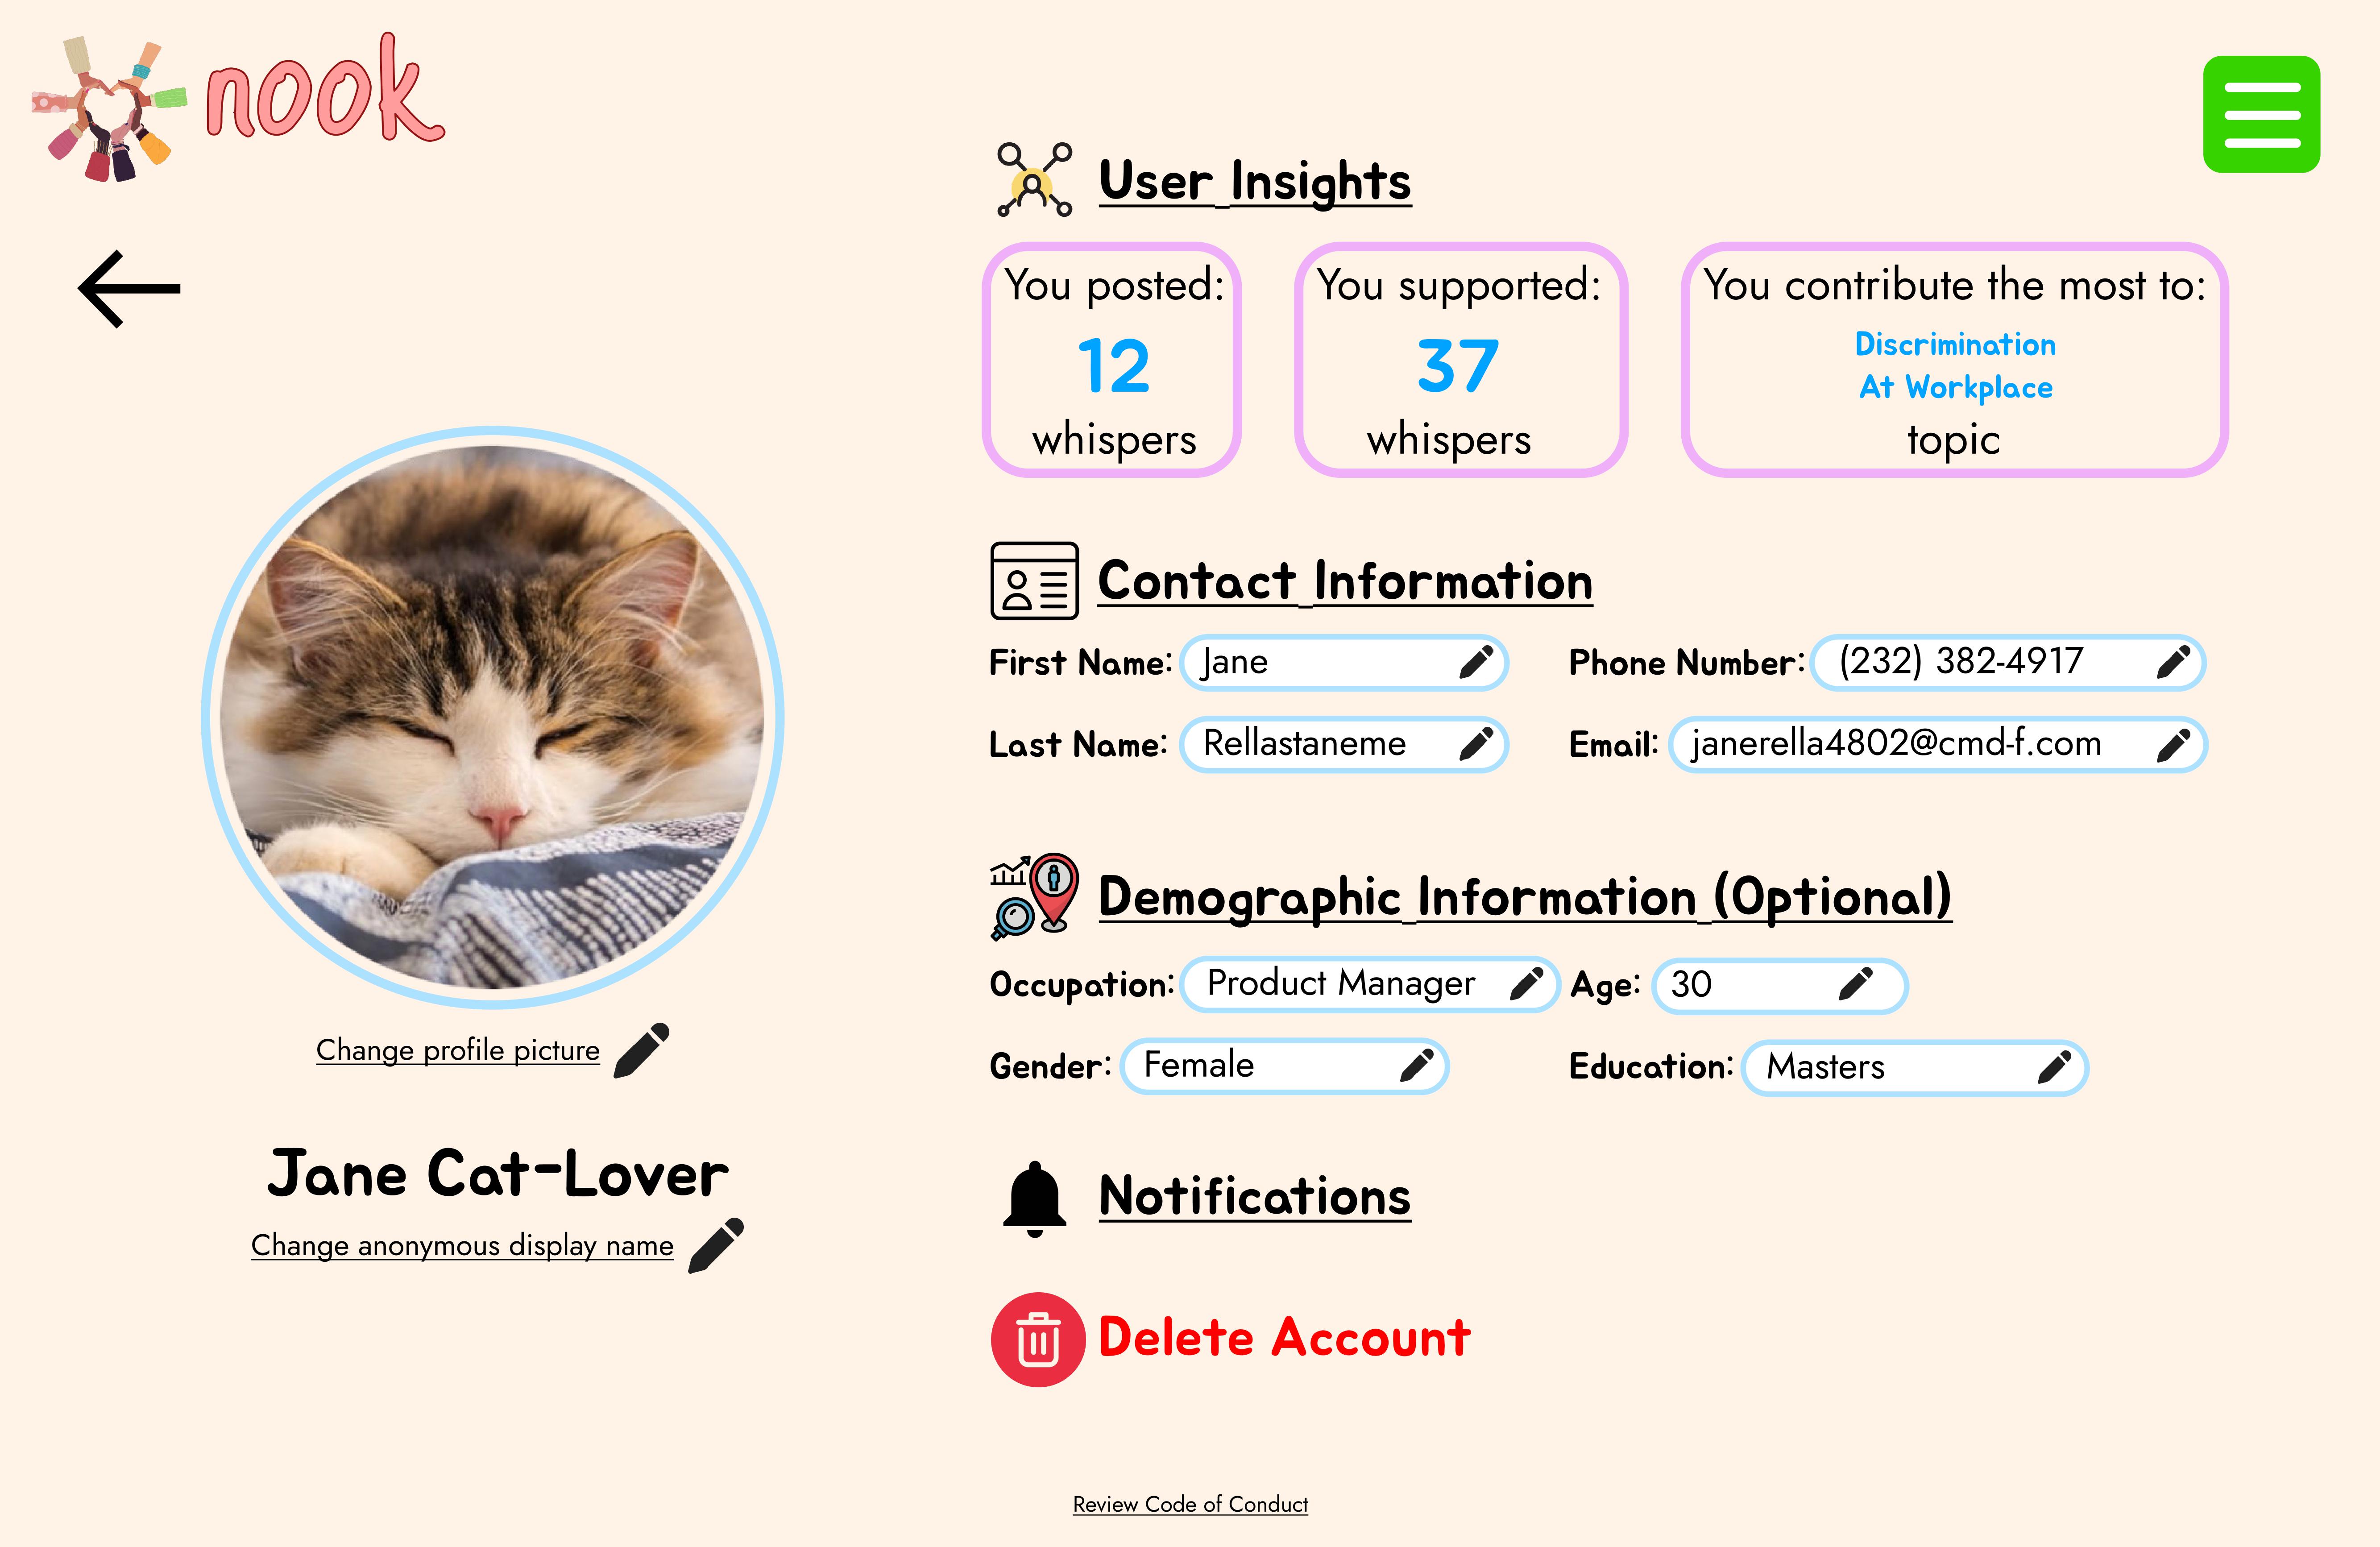 nook
User Insights
You posted:
12
whispers
You supported:
37
whispers
You contribute the most to:
Discrimination
At Workplace
topic
Contact Information
First Name: Jane
Phone Number: (232) 382-4917
Last Name: Rellastaneme
Email: janerella4802@cmd-f.com
Demographic Information (Optional)
Occupation: Product Manager
Age: 30
Gender: Female
Education: Masters
Change profile picture
Jane Cat-Lover
Change anonymous display name
Notifications
Delete Account
Review Code of Conduct